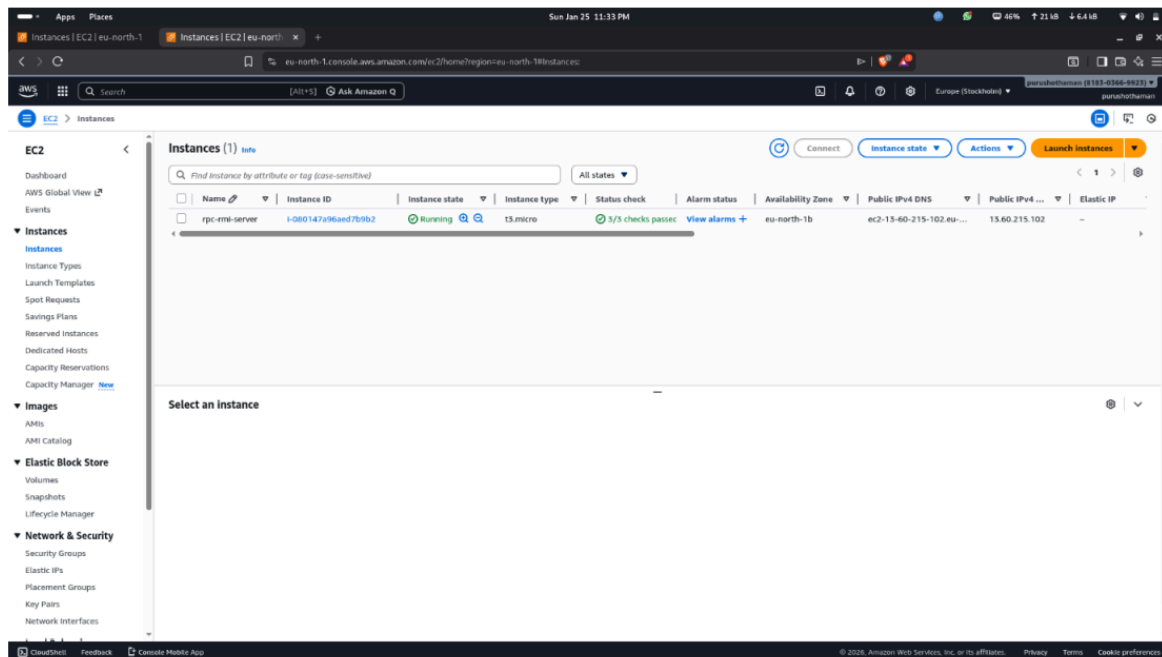 Apps Places Sun Jan 25 11:33 PM 46% ↑ 21 kB ↓ 6.4 kB
Instances | EC2 | eu-north-1 Instances | EC2 | eu-north × +
eu-north-1.console.aws.amazon.com/ec2/home?region=eu-north-1#Instances:
aws Search [Alt+S] Ask Amazon Q Europe (Stockholm) ▼ purushothaman (8183-0366-9923) ▼
purushothaman
EC2 > Instances
EC2
Dashboard
AWS Global View
Events
▼ Instances
Instances
Instance Types
Launch Templates
Spot Requests
Savings Plans
Reserved Instances
Dedicated Hosts
Capacity Reservations
Capacity Manager New
▼ Images
AMIs
AMI Catalog
▼ Elastic Block Store
Volumes
Snapshots
Lifecycle Manager
▼ Network & Security
Security Groups
Elastic IPs
Placement Groups
Key Pairs
Network Interfaces
Instances (1) Info Connect Instance state ▼ Actions ▼ Launch instances ▼
Find Instance by attribute or tag (case-sensitive) All states ▼ < 1 >
Name Instance ID Instance state Instance type Status check Alarm status Availability Zone Public IPv4 DNS Public IPv4 ... Elastic IP
rpc-rmi-server i-080147a96aed7b9b2 Running t3.micro 3/3 checks passec View alarms + eu-north-1b ec2-13-60-215-102.eu-... 13.60.215.102 –
Select an instance
CloudShell Feedback Console Mobile App © 2026, Amazon Web Services, Inc. or its affiliates. Privacy Terms Cookie preferences